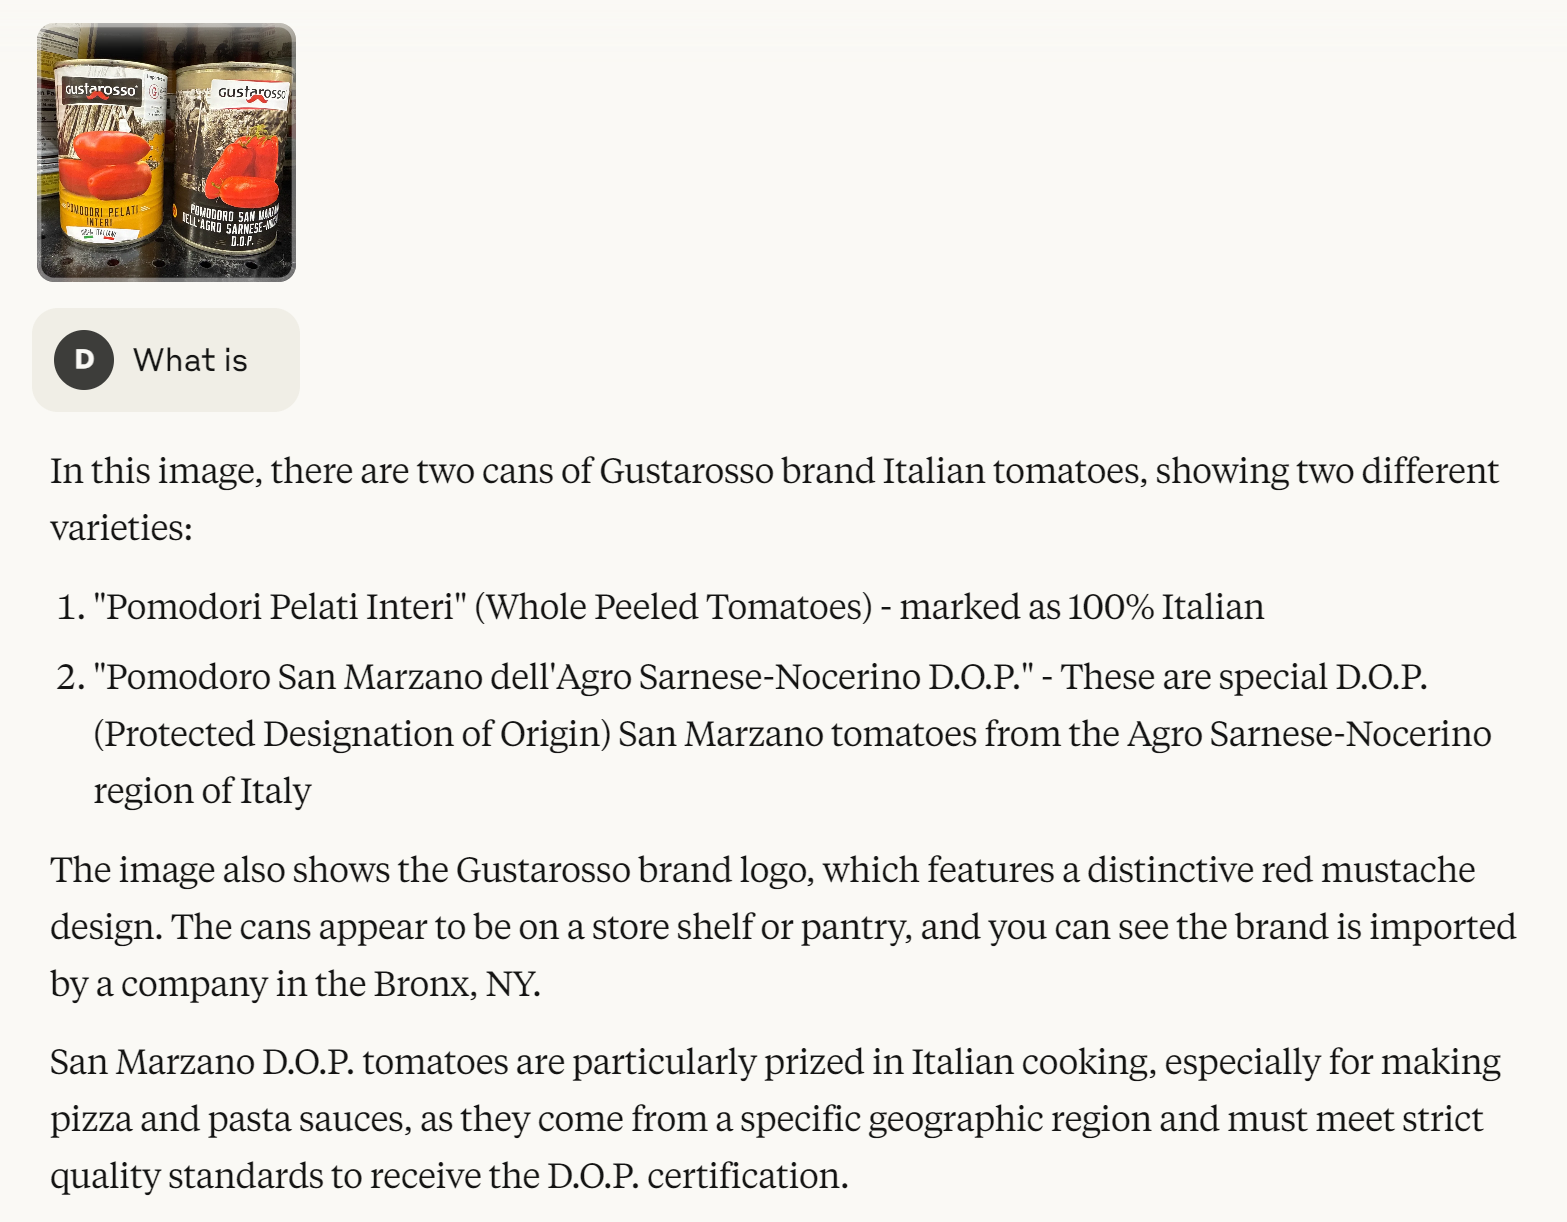 Gustarosso
Gustarosso
POMODORI PELATI
INTERI
100% ITALIANI
POMODORO SAN MARZAN
DELL'AGRO SARNESE-NOCE
D.O.P.
D
What is
In this image, there are two cans of Gustarosso brand Italian tomatoes, showing two different
varieties:
1. "Pomodori Pelati Interi" (Whole Peeled Tomatoes) - marked as 100% Italian
2. "Pomodoro San Marzano dell'Agro Sarnese-Nocerino D.O.P." - These are special D.O.P.
(Protected Designation of Origin) San Marzano tomatoes from the Agro Sarnese-Nocerino
region of Italy
The image also shows the Gustarosso brand logo, which features a distinctive red mustache
design. The cans appear to be on a store shelf or pantry, and you can see the brand is imported
by a company in the Bronx, NY.
San Marzano D.O.P. tomatoes are particularly prized in Italian cooking, especially for making
pizza and pasta sauces, as they come from a specific geographic region and must meet strict
quality standards to receive the D.O.P. certification.